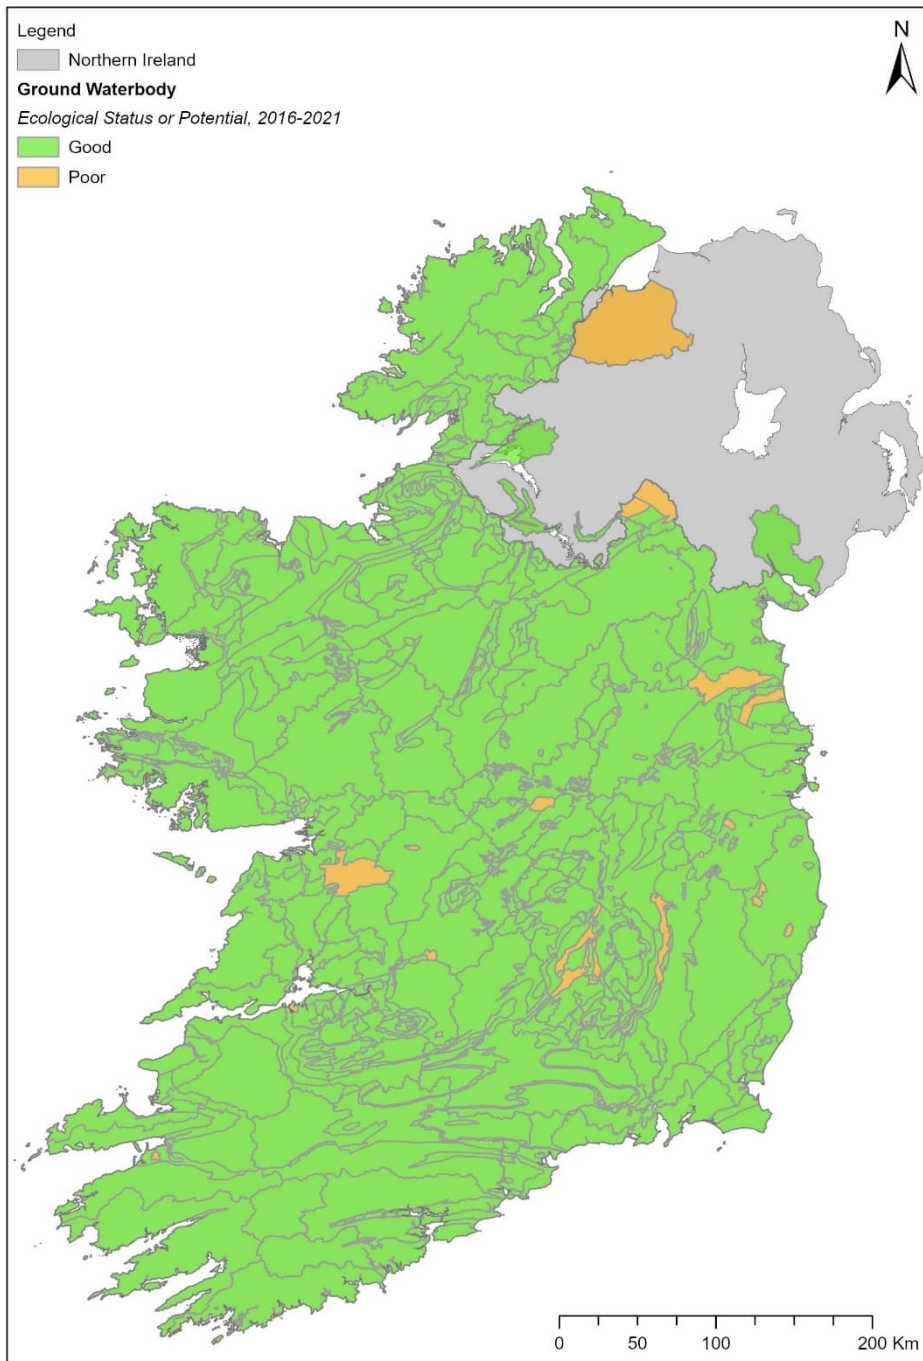 Legend
Northern Ireland
Ground Waterbody
Ecological Status or Potential, 2016-2021
Good
Poor
N
0 50 100 200 Km